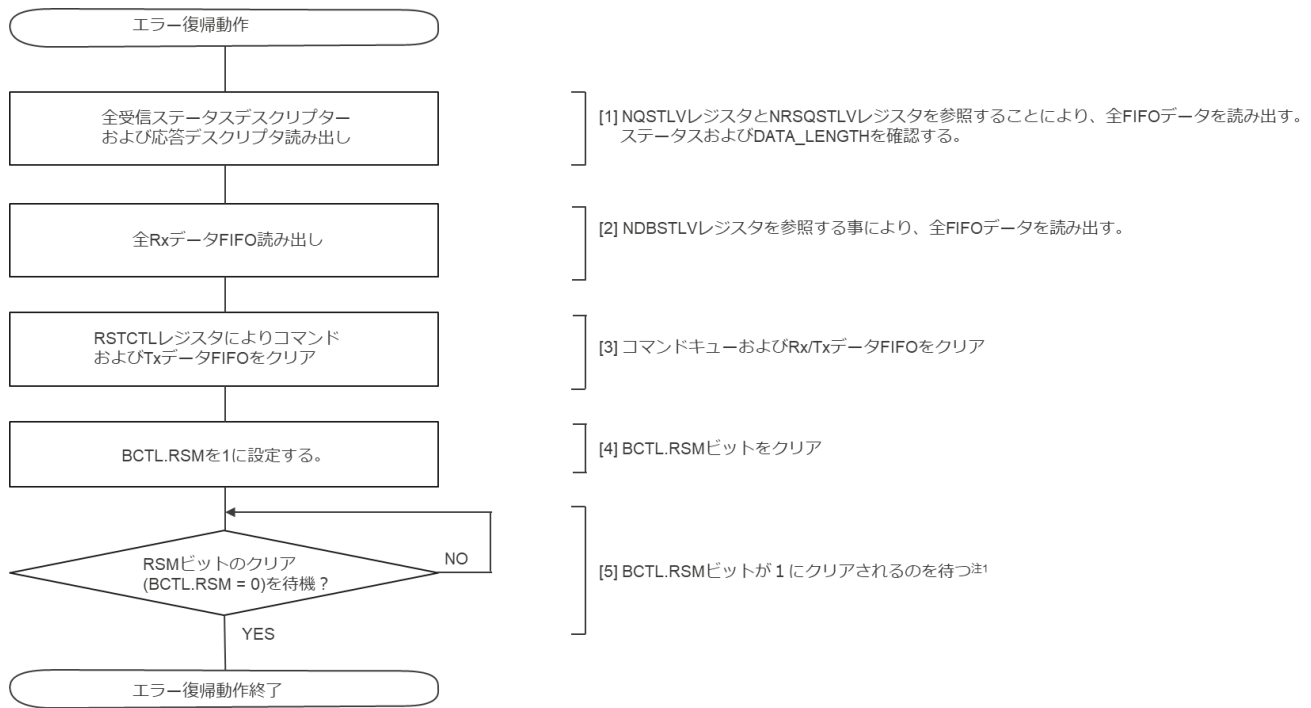 エラー復帰動作
全受信ステータスデスクリプター
および応答デスクリプタ読み出し
[1] NQSTLVレジスタとNRSQSTLVレジスタを参照することにより、全FIFOデータを読み出す。
ステータスおよびDATA_LENGTHを確認する。
全RxデータFIFO読み出し
[2] NDBSTLVレジスタを参照する事により、全FIFOデータを読み出す。
RSTCTLレジスタによりコマンド
およびTxデータFIFOをクリア
[3] コマンドキューおよびRx/TxデータFIFOをクリア
BCTL.RSMを1に設定する。
[4] BCTL.RSMビットをクリア
RSMビットのクリア
(BCTL.RSM = 0)を待機？
NO
[5] BCTL.RSMビットが１にクリアされるのを待つ注1
YES
エラー復帰動作終了